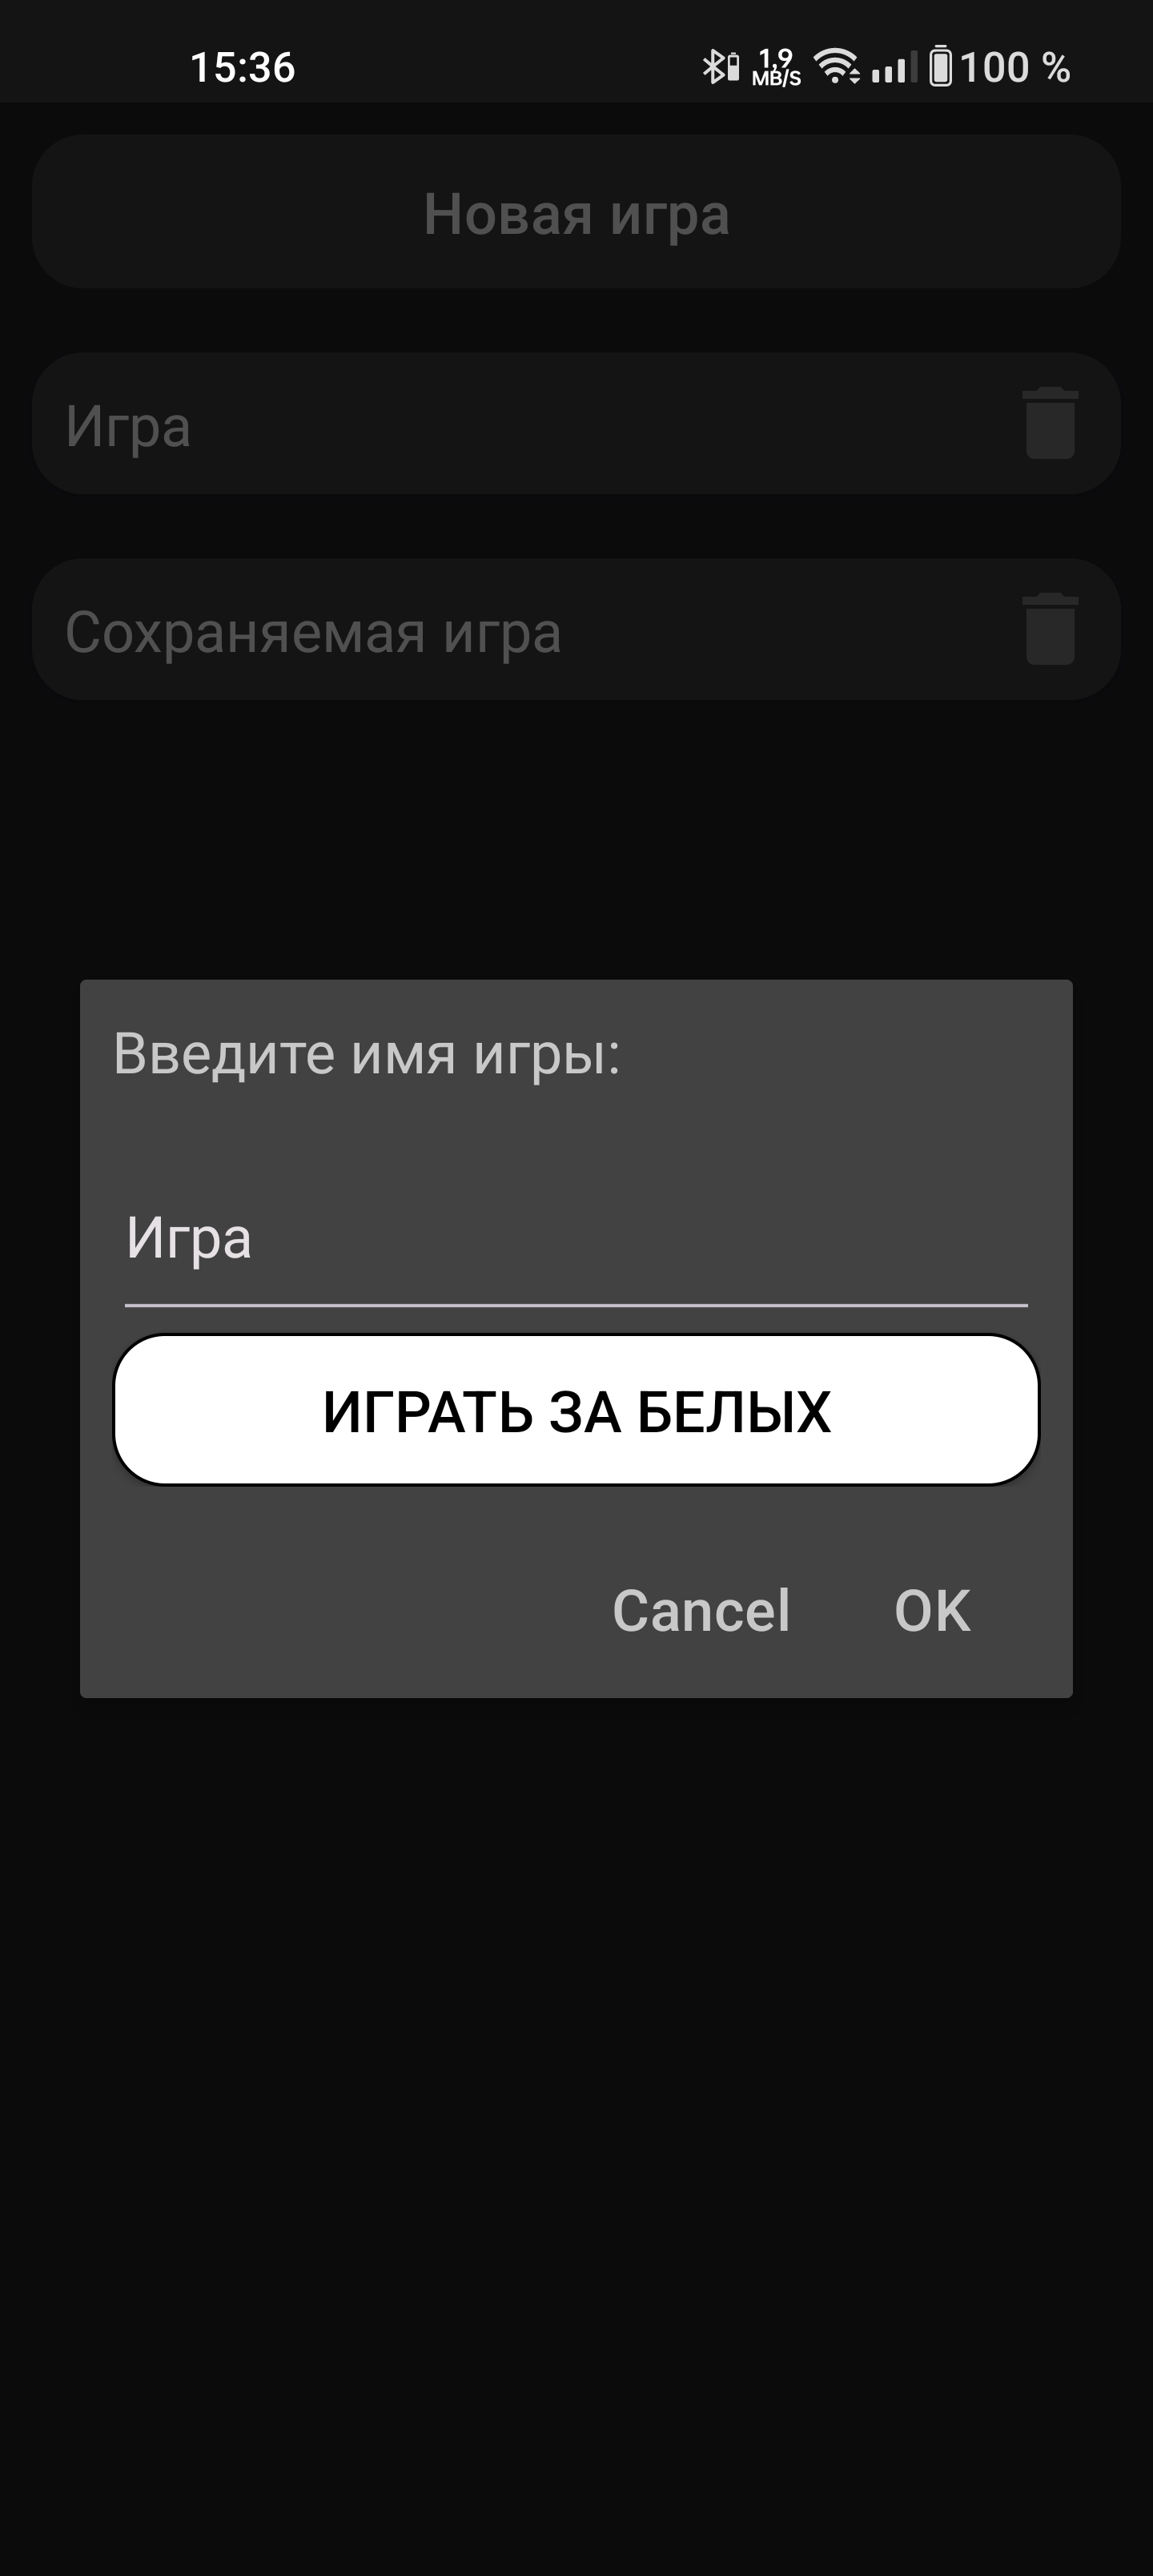 15:36
1,9
MB/S
100 %
Новая игра
Игра
Сохраняемая игра
Введите имя игры:
Игра
ИГРАТЬ ЗА БЕЛЫХ
Cancel
OK